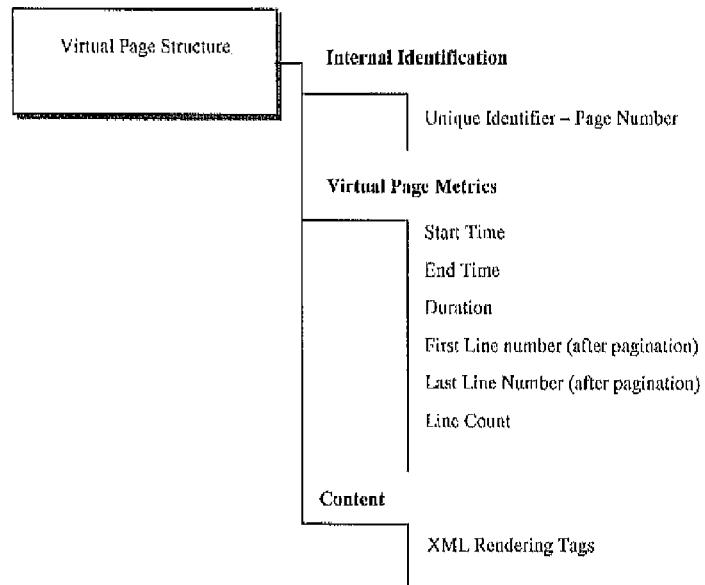 Virtual Page Structure
Internal Identification
Unique Identifier – Page Number
Virtual Page Metrics
Start Time
End Time
Duration
First Line number (after pagination)
Last Line Number (after pagination)
Line Count
Content
XML Rendering Tags